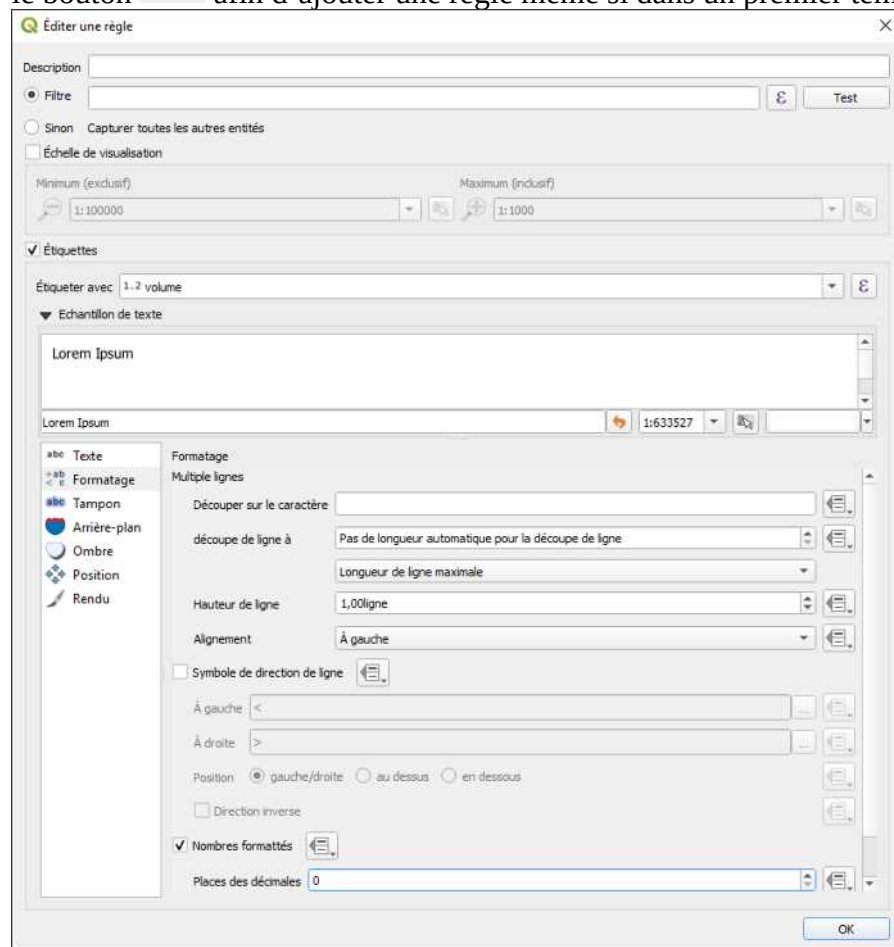 le bouton afin d'ajouter une règle même si dans un premier tem
Éditer une règle
Description
Filtre ε Test
Sinon Capturer toutes les autres entités
Échelle de visualisation
Minimum (exclusif) Maximum (inclusif)
1:100000 1:1000
Étiquettes
Étiqueter avec 1.2 volume ε
Echantillon de texte
Lorem Ipsum
Lorem Ipsum 1:633527
abc Texte
Formatage
abc Tampon
Arrière-plan
Ombre
Position
Rendu
Formatage
Multiple lignes
Découper sur le caractère
découpe de ligne à Pas de longueur automatique pour la découpe de ligne
Longueur de ligne maximale
Hauteur de ligne 1,00ligne
Alignement À gauche
Symbole de direction de ligne
À gauche < ...
À droite > ...
Position gauche/droite au dessus en dessous
Direction inverse
Nombres formattés
Places des décimales 0
OK